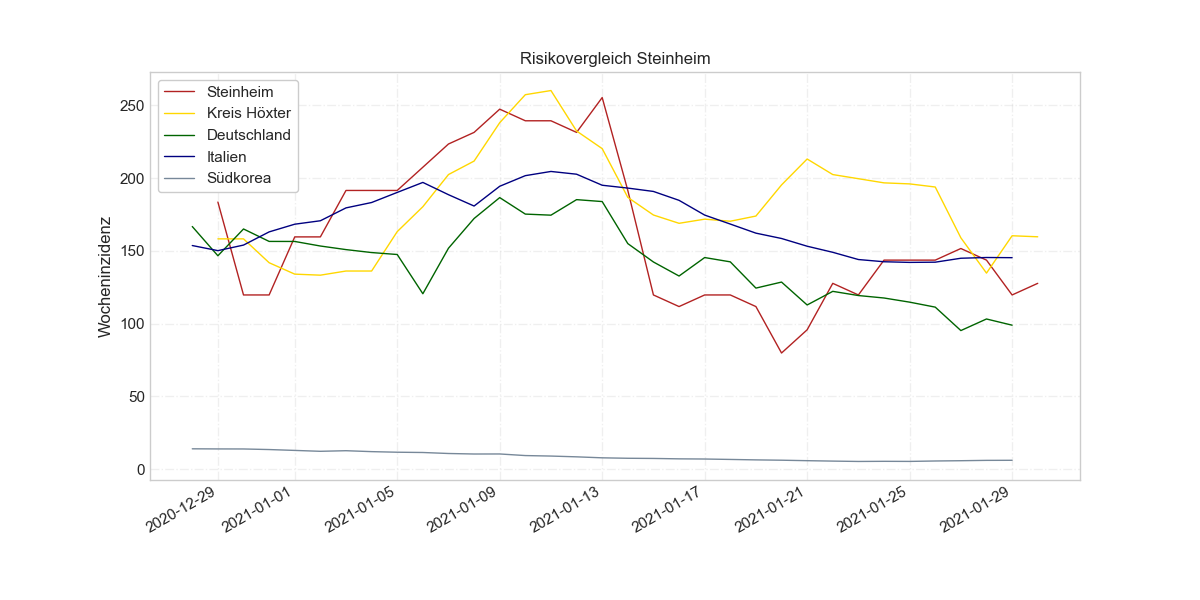 Risikovergleich Steinheim
Steinheim
Kreis Höxter
Deutschland
Italien
Südkorea
Wocheninzidenz
250
200
150
100
50
0
2020-12-29
2021-01-01
2021-01-05
2021-01-09
2021-01-13
2021-01-17
2021-01-21
2021-01-25
2021-01-29